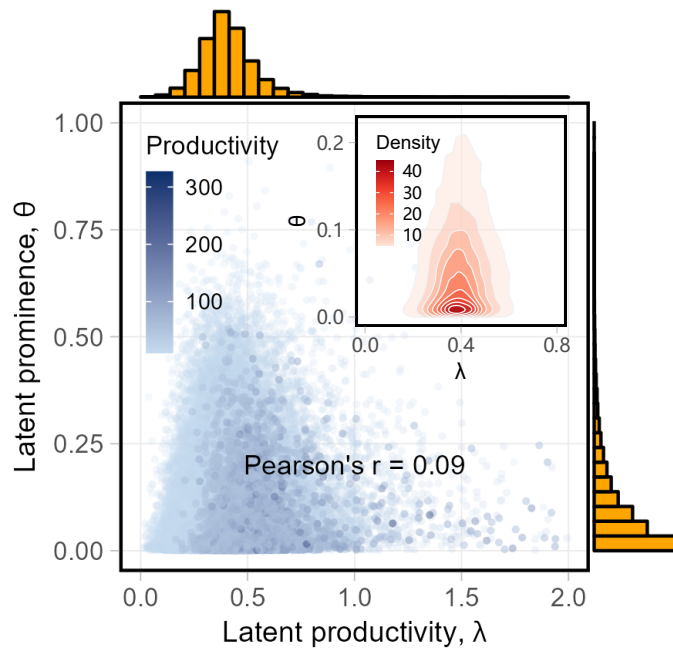 1.00
0.75
0.50
0.25
0.00
Latent prominence, θ
Productivity
300
200
100
Density
40
30
20
10
θ
0.2
0.1
0.0
0.0 0.4 0.8
λ
Pearson's r = 0.09
0.0 0.5 1.0 1.5 2.0
Latent productivity, λ